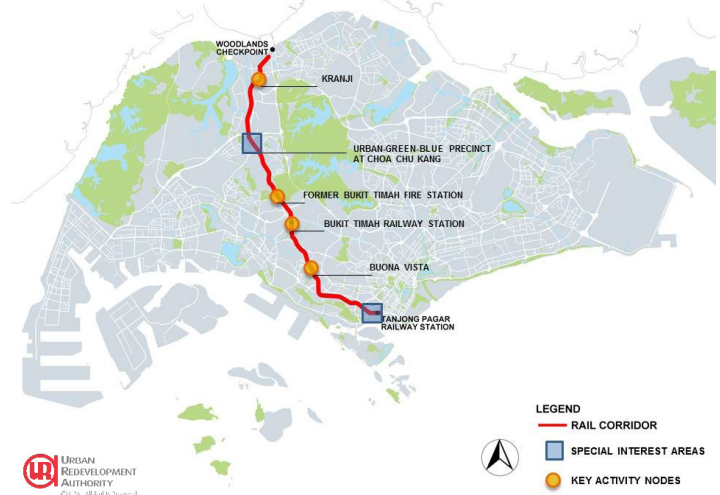 WOODLANDS
CHECKPOINT
KRANJI
URBAN-GREEN-BLUE PRECINCT
AT CHOA CHU KANG
FORMER BUKIT TIMAH FIRE STATION
BUKIT TIMAH RAILWAY STATION
BUONA VISTA
TANJONG PAGAR
RAILWAY STATION
LEGEND
RAIL CORRIDOR
SPECIAL INTEREST AREAS
KEY ACTIVITY NODES
URBAN
REDEVELOPMENT
AUTHORITY